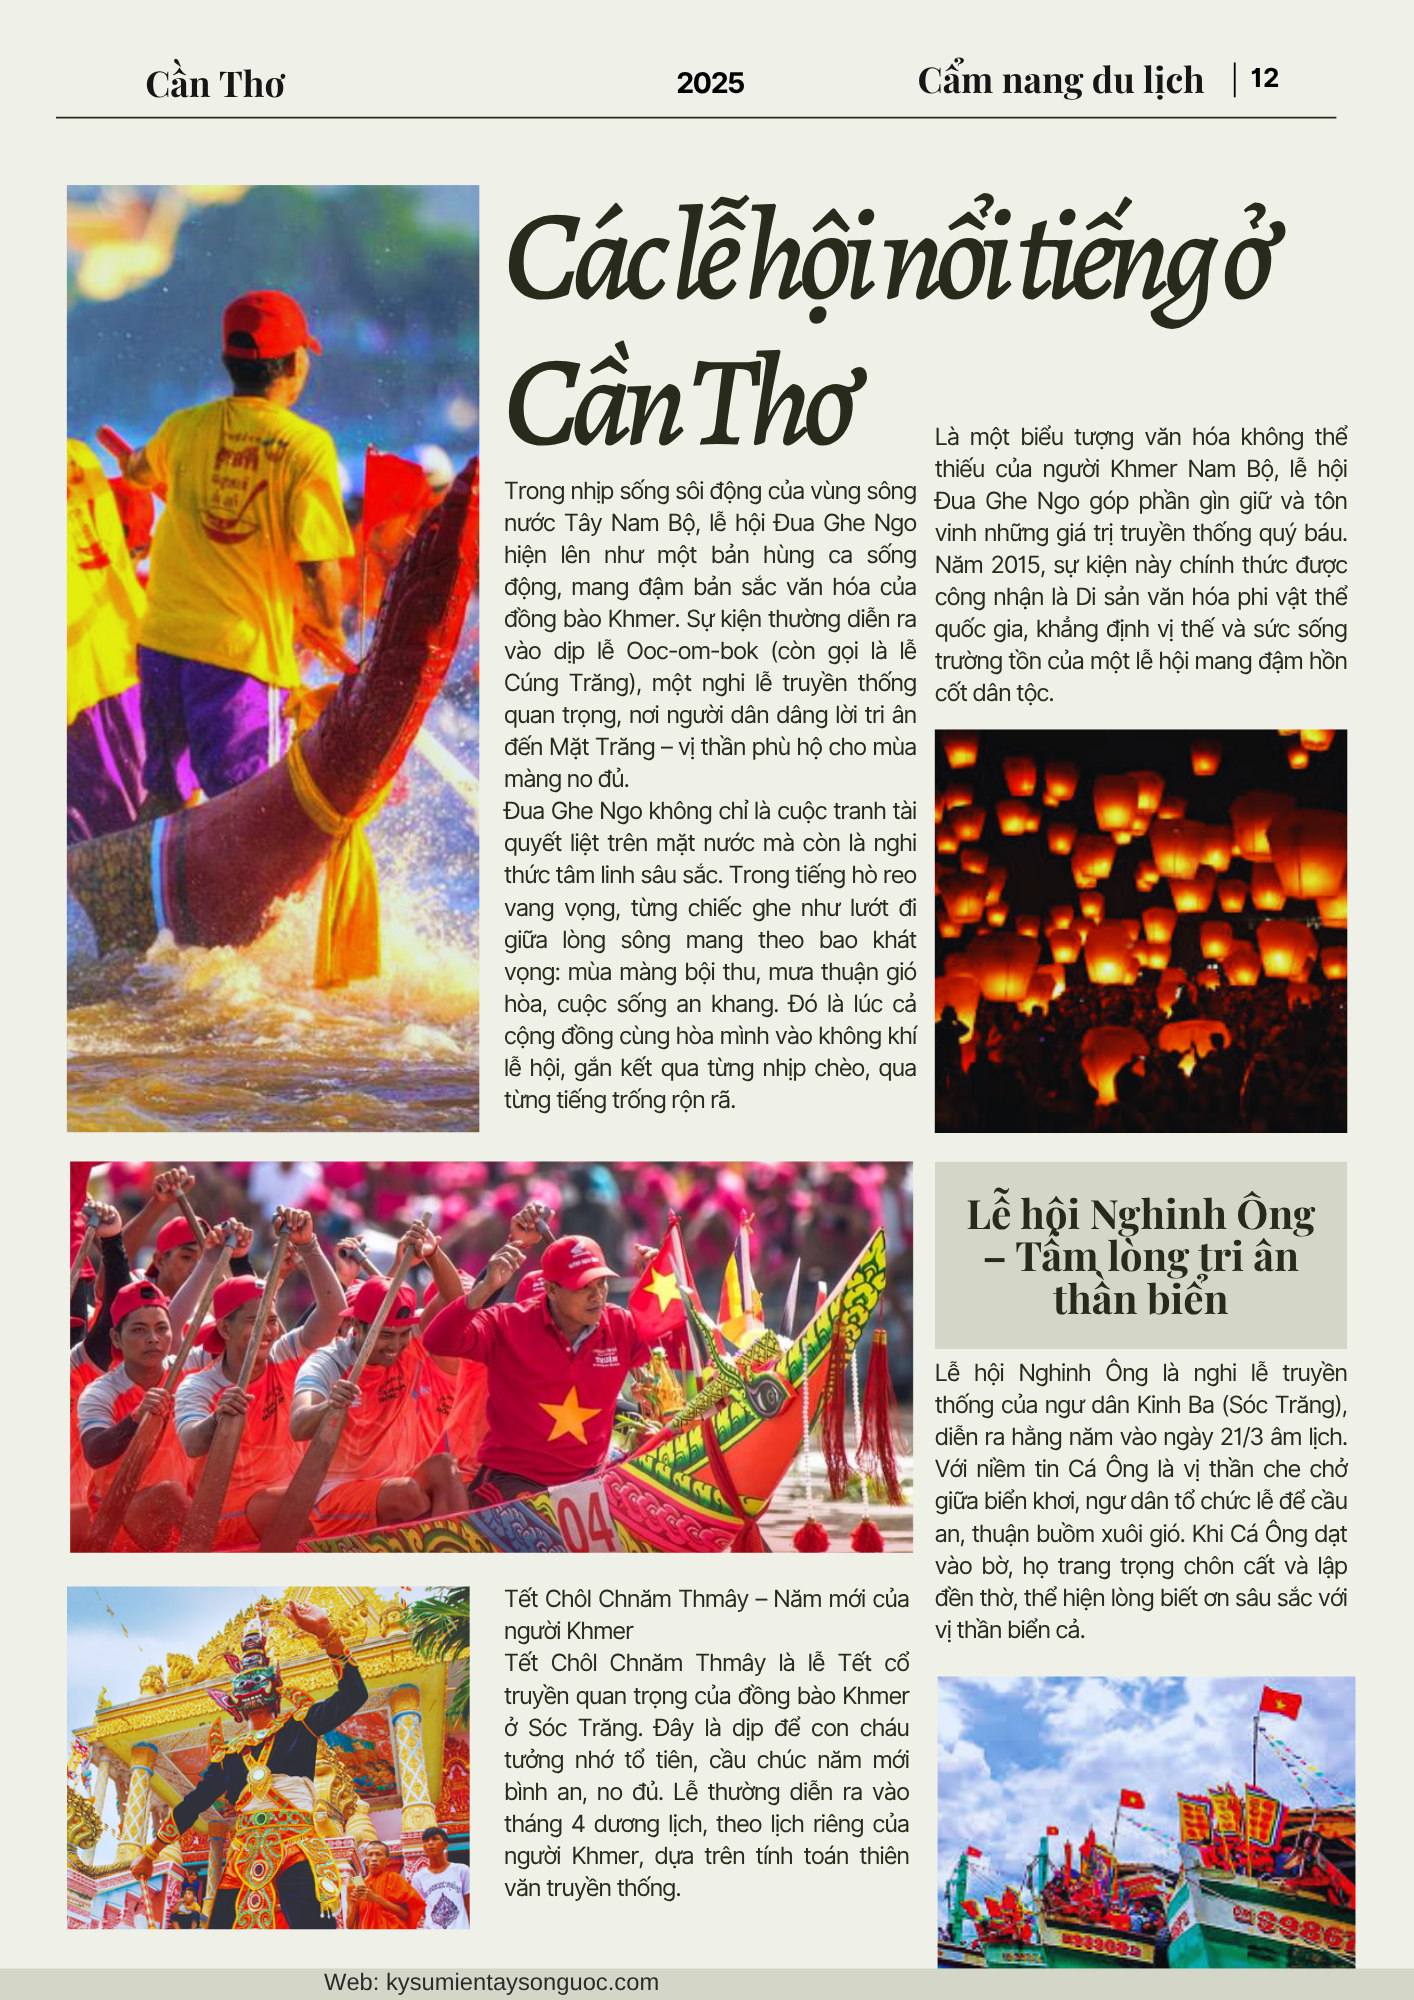 Cần Thơ
2025
Cẩm nang du lịch | 12
Các lễ hội nổi tiếng ở
Cần Thơ
Trong nhịp sống sôi động của vùng sông
nước Tây Nam Bộ, lễ hội Đua Ghe Ngo
hiện lên như một bản hùng ca sống
động, mang đậm bản sắc văn hóa của
đồng bào Khmer. Sự kiện thường diễn ra
vào dịp lễ Ooc-om-bok (còn gọi là lễ
Cúng Trăng), một nghi lễ truyền thống
quan trọng, nơi người dân dâng lời tri ân
đến Mặt Trăng – vị thần phù hộ cho mùa
màng no đủ.
Đua Ghe Ngo không chỉ là cuộc tranh tài
quyết liệt trên mặt nước mà còn là nghi
thức tâm linh sâu sắc. Trong tiếng hò reo
vang vọng, từng chiếc ghe như lướt đi
giữa lòng sông mang theo bao khát
vọng: mùa màng bội thu, mưa thuận gió
hòa, cuộc sống an khang. Đó là lúc cả
cộng đồng cùng hòa mình vào không khí
lễ hội, gắn kết qua từng nhịp chèo, qua
từng tiếng trống rộn rã.
Là một biểu tượng văn hóa không thể
thiếu của người Khmer Nam Bộ, lễ hội
Đua Ghe Ngo góp phần gìn giữ và tôn
vinh những giá trị truyền thống quý báu.
Năm 2015, sự kiện này chính thức được
công nhận là Di sản văn hóa phi vật thể
quốc gia, khẳng định vị thế và sức sống
trường tồn của một lễ hội mang đậm hồn
cốt dân tộc.
THUẬN
04
Lễ hội Nghinh Ông
– Tấm lòng tri ân
thần biển
Lễ hội Nghinh Ông là nghi lễ truyền
thống của ngư dân Kinh Ba (Sóc Trăng),
diễn ra hằng năm vào ngày 21/3 âm lịch.
Với niềm tin Cá Ông là vị thần che chở
giữa biển khơi, ngư dân tổ chức lễ để cầu
an, thuận buồm xuôi gió. Khi Cá Ông dạt
vào bờ, họ trang trọng chôn cất và lập
đền thờ, thể hiện lòng biết ơn sâu sắc với
vị thần biển cả.
Tết Chôl Chnăm Thmây – Năm mới của
người Khmer
Tết Chôl Chnăm Thmây là lễ Tết cổ
truyền quan trọng của đồng bào Khmer
ở Sóc Trăng. Đây là dịp để con cháu
tưởng nhớ tổ tiên, cầu chúc năm mới
bình an, no đủ. Lễ thường diễn ra vào
tháng 4 dương lịch, theo lịch riêng của
người Khmer, dựa trên tính toán thiên
văn truyền thống.
Web: kysumientaysonguoc.com